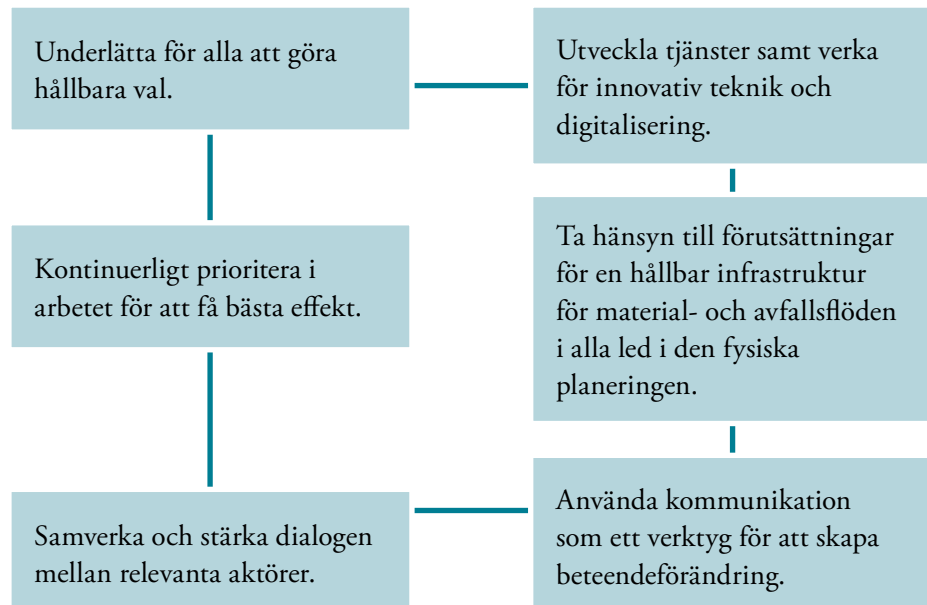 Underlätta för alla att göra
hållbara val.
Utveckla tjänster samt verka
för innovativ teknik och
digitalisering.
Kontinuerligt prioritera i
arbetet för att få bästa effekt.
Ta hänsyn till förutsättningar
för en hållbar infrastruktur
för material- och avfallsflöden
i alla led i den fysiska
planeringen.
Samverka och stärka dialogen
mellan relevanta aktörer.
Använda kommunikation
som ett verktyg för att skapa
beteendeförändring.